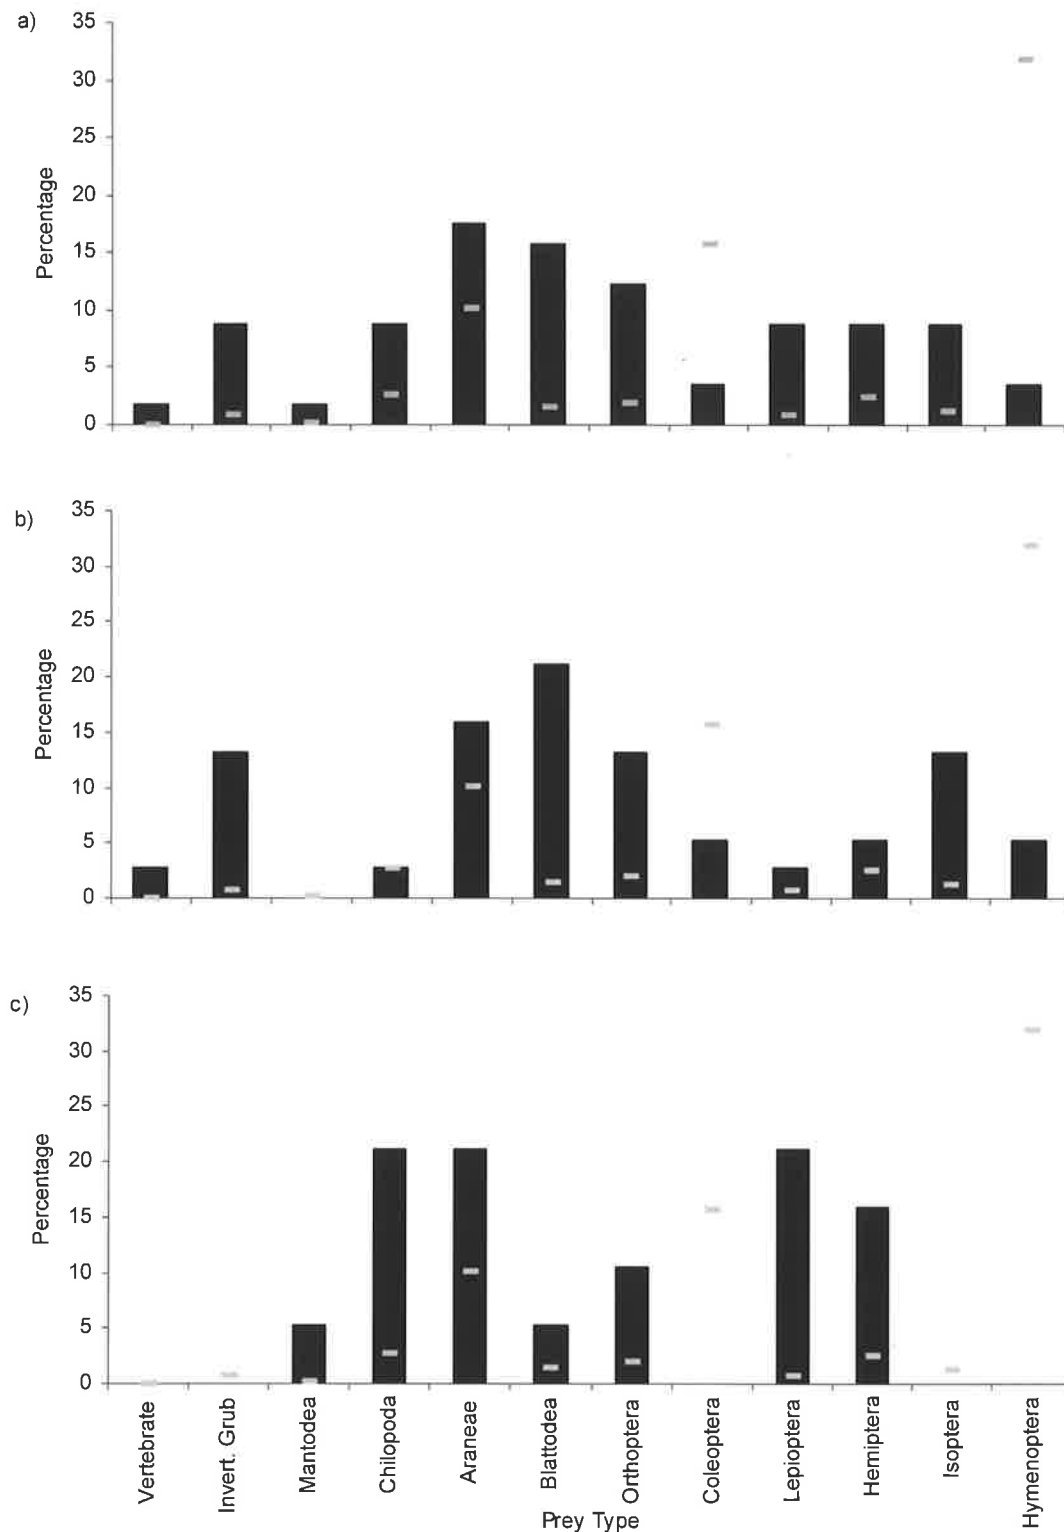 a)
35
30
25
20
15
10
5
0
Percentage
b)
35
30
25
20
15
10
5
0
Percentage
c)
35
30
25
20
15
10
5
0
Percentage
Vertebrate
Invert. Grub
Mantodea
Chilopoda
Araneae
Blattodea
Orthoptera
Coleoptera
Lepioptera
Hemiptera
Isoptera
Hymenoptera
Prey Type